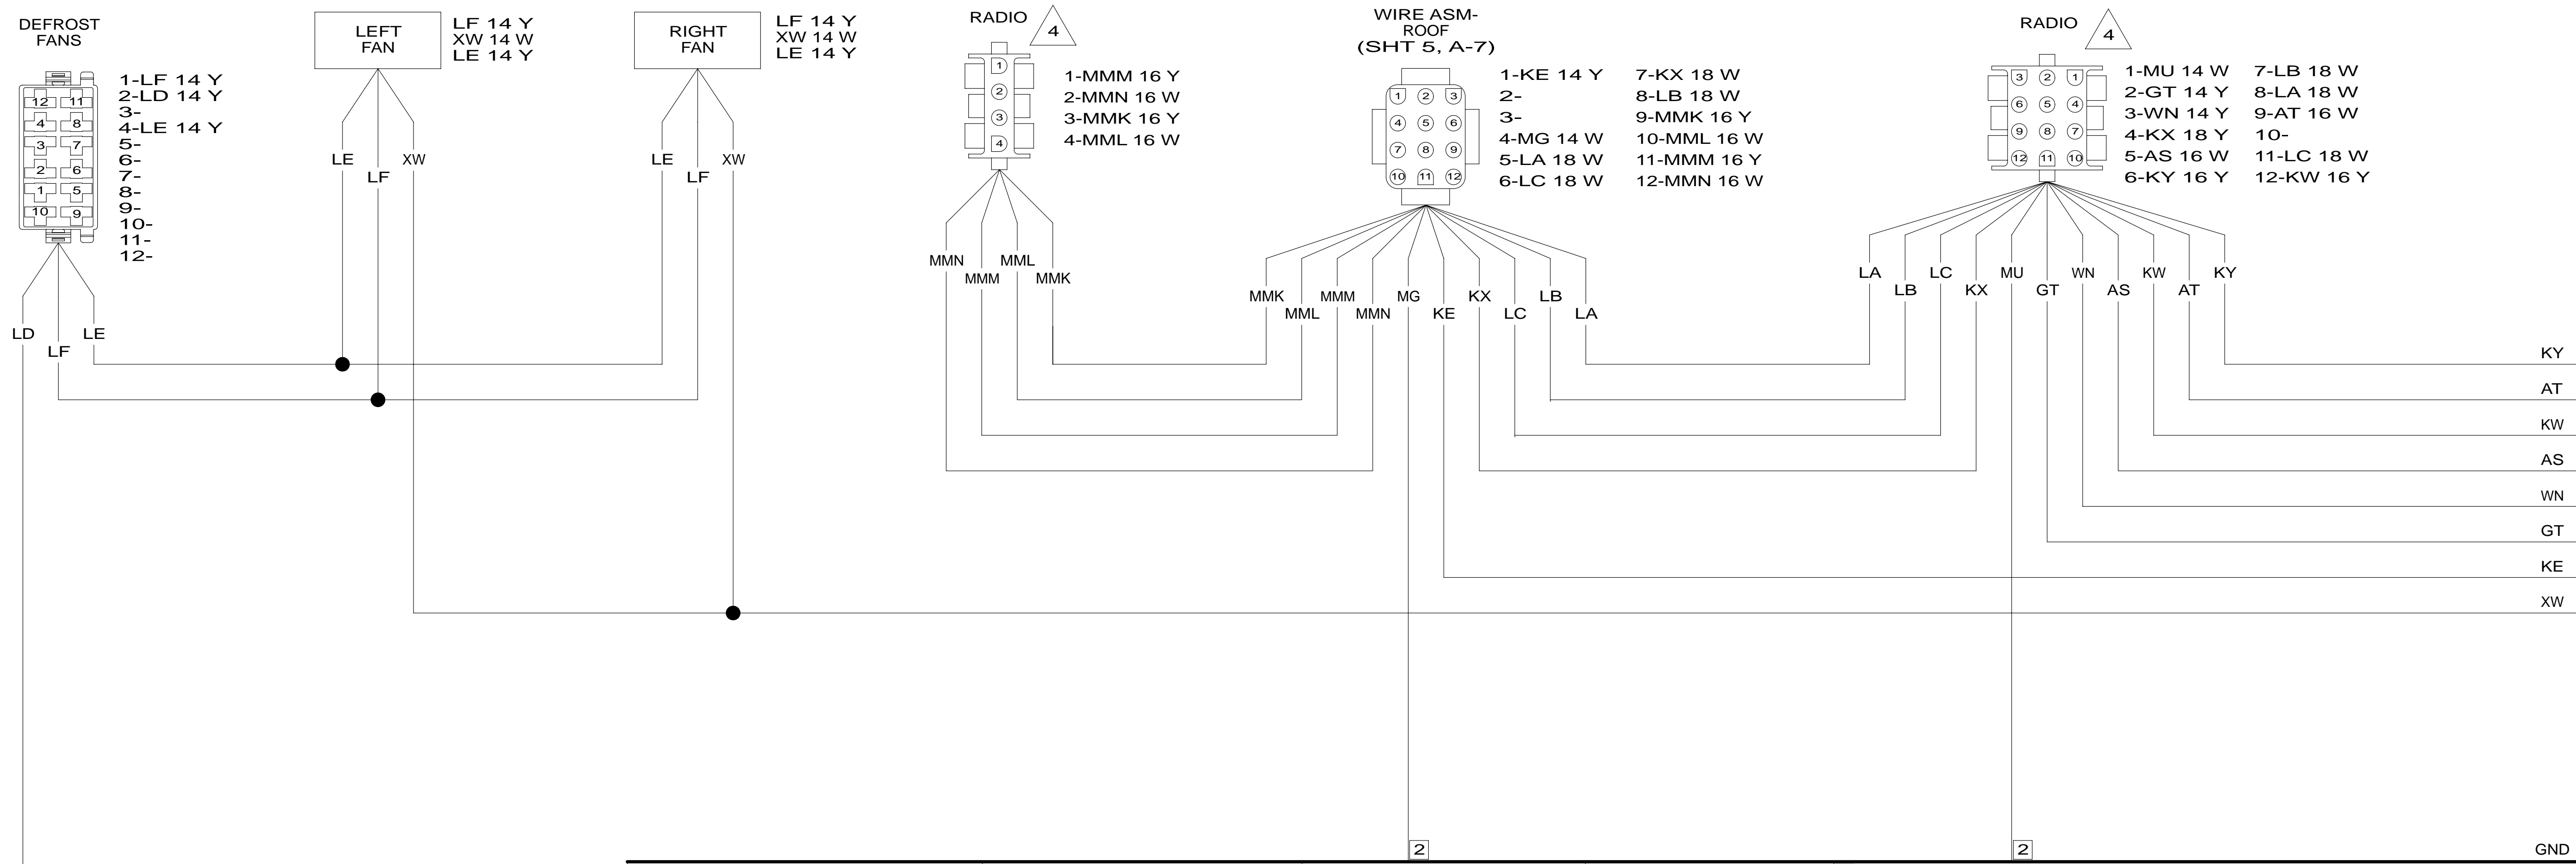 DEFROST
FANS
1-LF 14 Y
2-LD 14 Y
3-
4-LE 14 Y
5-
6-
7-
8-
9-
10-
11-
12-
12 11
4 8
3 7
2 6
1 5
10 9
LD
LF
LE
LEFT
FAN
LF 14 Y
XW 14 W
LE 14 Y
LE
LF
XW
RIGHT
FAN
LF 14 Y
XW 14 W
LE 14 Y
LE
LF
XW
RADIO
4
1
2
3
4
1-MMM 16 Y
2-MMN 16 W
3-MMK 16 Y
4-MML 16 W
MMN
MMM
MML
MMK
WIRE ASM-
ROOF
(SHT 5, A-7)
1 2 3
4 5 6
7 8 9
10 11 12
1-KE 14 Y
2-
3-
4-MG 14 W
5-LA 18 W
6-LC 18 W
7-KX 18 W
8-LB 18 W
9-MMK 16 Y
10-MML 16 W
11-MMM 16 Y
12-MMN 16 W
MMK
MML
MMM
MMN
MG
KE
KX
LC
LB
LA
RADIO
4
3 2 1
6 5 4
9 8 7
12 11 10
1-MU 14 W
2-GT 14 Y
3-WN 14 Y
4-KX 18 Y
5-AS 16 W
6-KY 16 Y
7-LB 18 W
8-LA 18 W
9-AT 16 W
10-
11-LC 18 W
12-KW 16 Y
LA
LB
LC
KX
MU
GT
WN
AS
KW
AT
KY
KY
AT
KW
AS
WN
GT
KE
XW
2
2
GND